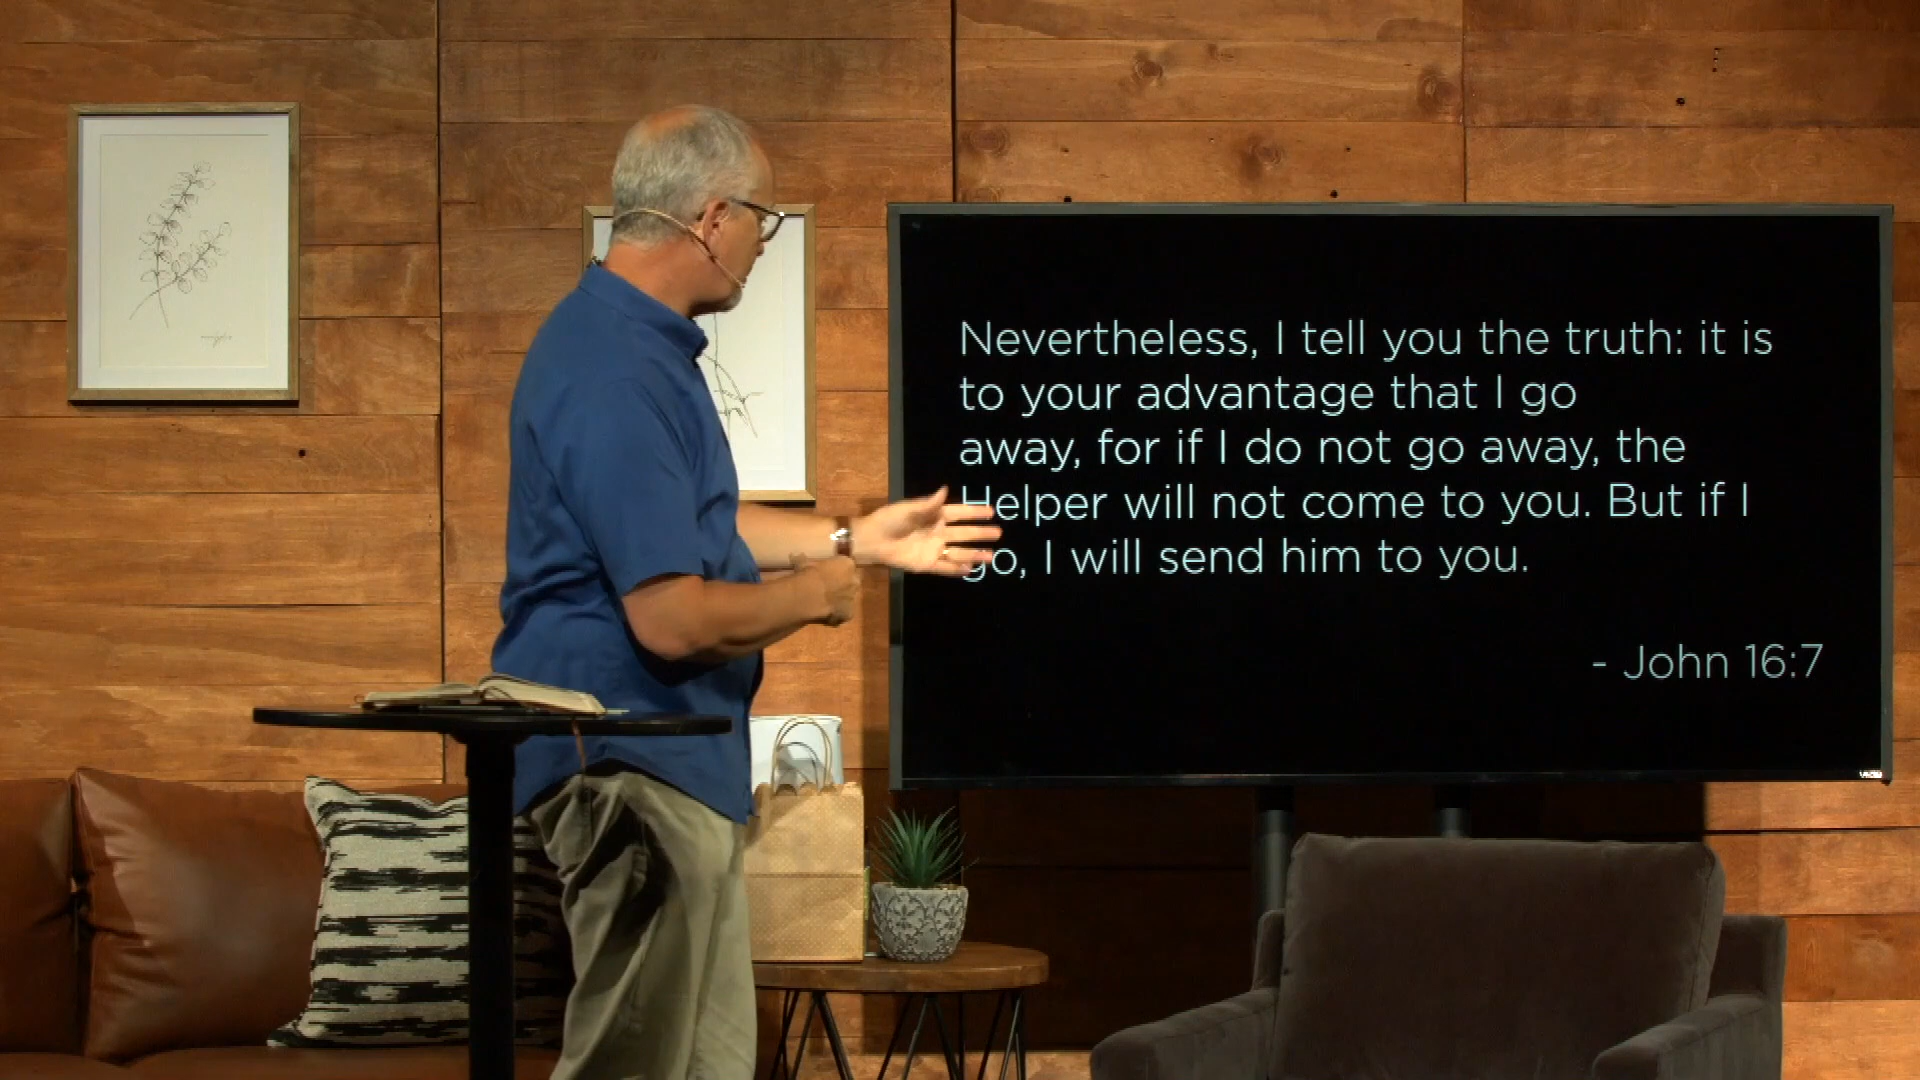 Nevertheless, I tell you the truth: it is
to your advantage that I go
away, for if I do not go away, the
Helper will not come to you. But if I
go, I will send him to you.
- John 16:7
VIZIO